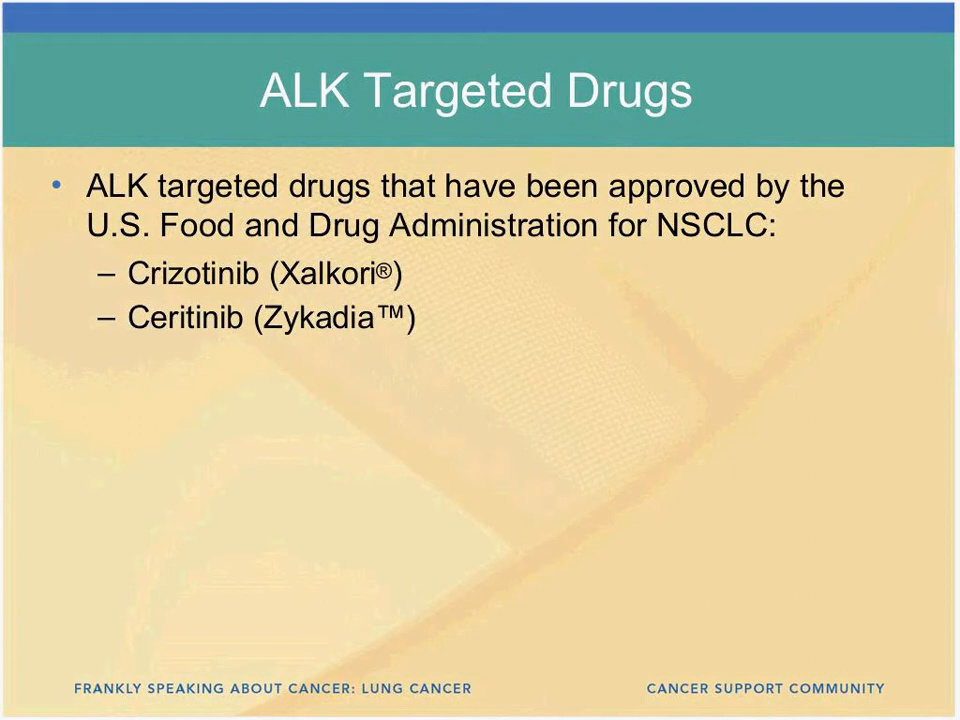 ALK Targeted Drugs
• ALK targeted drugs that have been approved by the
U.S. Food and Drug Administration for NSCLC:
– Crizotinib (Xalkori®)
– Ceritinib (Zykadia™)
FRANKLY SPEAKING ABOUT CANCER: LUNG CANCER
CANCER SUPPORT COMMUNITY